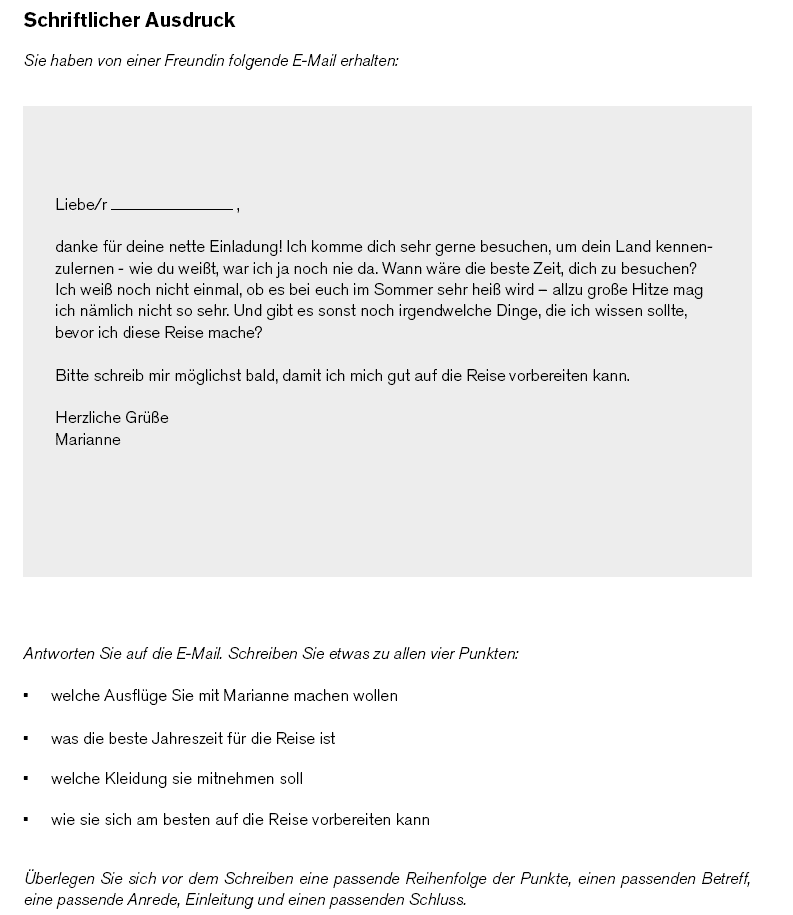 Schriftlicher Ausdruck
Sie haben von einer Freundin folgende E-Mail erhalten:
Liebe/r ______________ ,
danke für deine nette Einladung! Ich komme dich sehr gerne besuchen, um dein Land kennen-
zulernen - wie du weißt, war ich ja noch nie da. Wann wäre die beste Zeit, dich zu besuchen?
Ich weiß noch nicht einmal, ob es bei euch im Sommer sehr heiß wird – allzu große Hitze mag
ich nämlich nicht so sehr. Und gibt es sonst noch irgendwelche Dinge, die ich wissen sollte,
bevor ich diese Reise mache?
Bitte schreib mir möglichst bald, damit ich mich gut auf die Reise vorbereiten kann.
Herzliche Grüße
Marianne
Antworten Sie auf die E-Mail. Schreiben Sie etwas zu allen vier Punkten:
▪ welche Ausflüge Sie mit Marianne machen wollen
▪ was die beste Jahreszeit für die Reise ist
▪ welche Kleidung sie mitnehmen soll
▪ wie sie sich am besten auf die Reise vorbereiten kann
Überlegen Sie sich vor dem Schreiben eine passende Reihenfolge der Punkte, einen passenden Betreff,
eine passende Anrede, Einleitung und einen passenden Schluss.